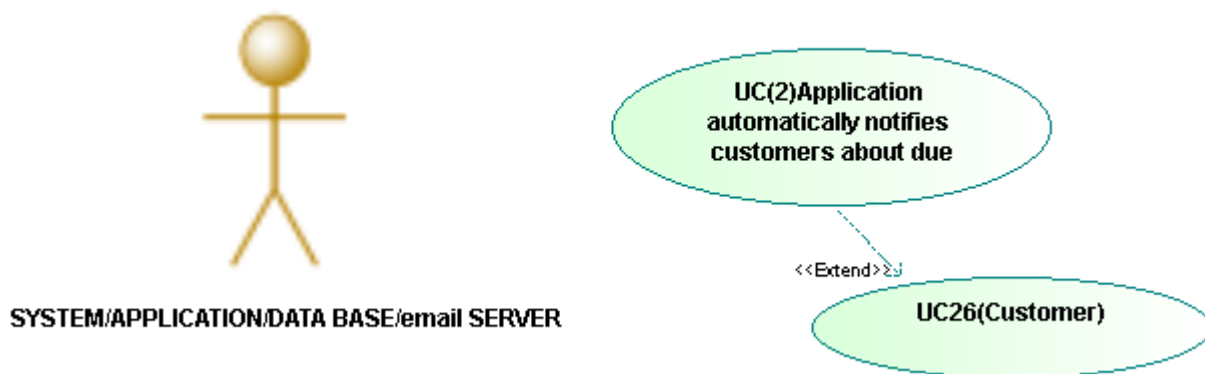 UC(2)Application
automatically notifies
customers about due
<<Extend>>
UC26(Customer)
SYSTEM/APPLICATION/DATA BASE/email SERVER